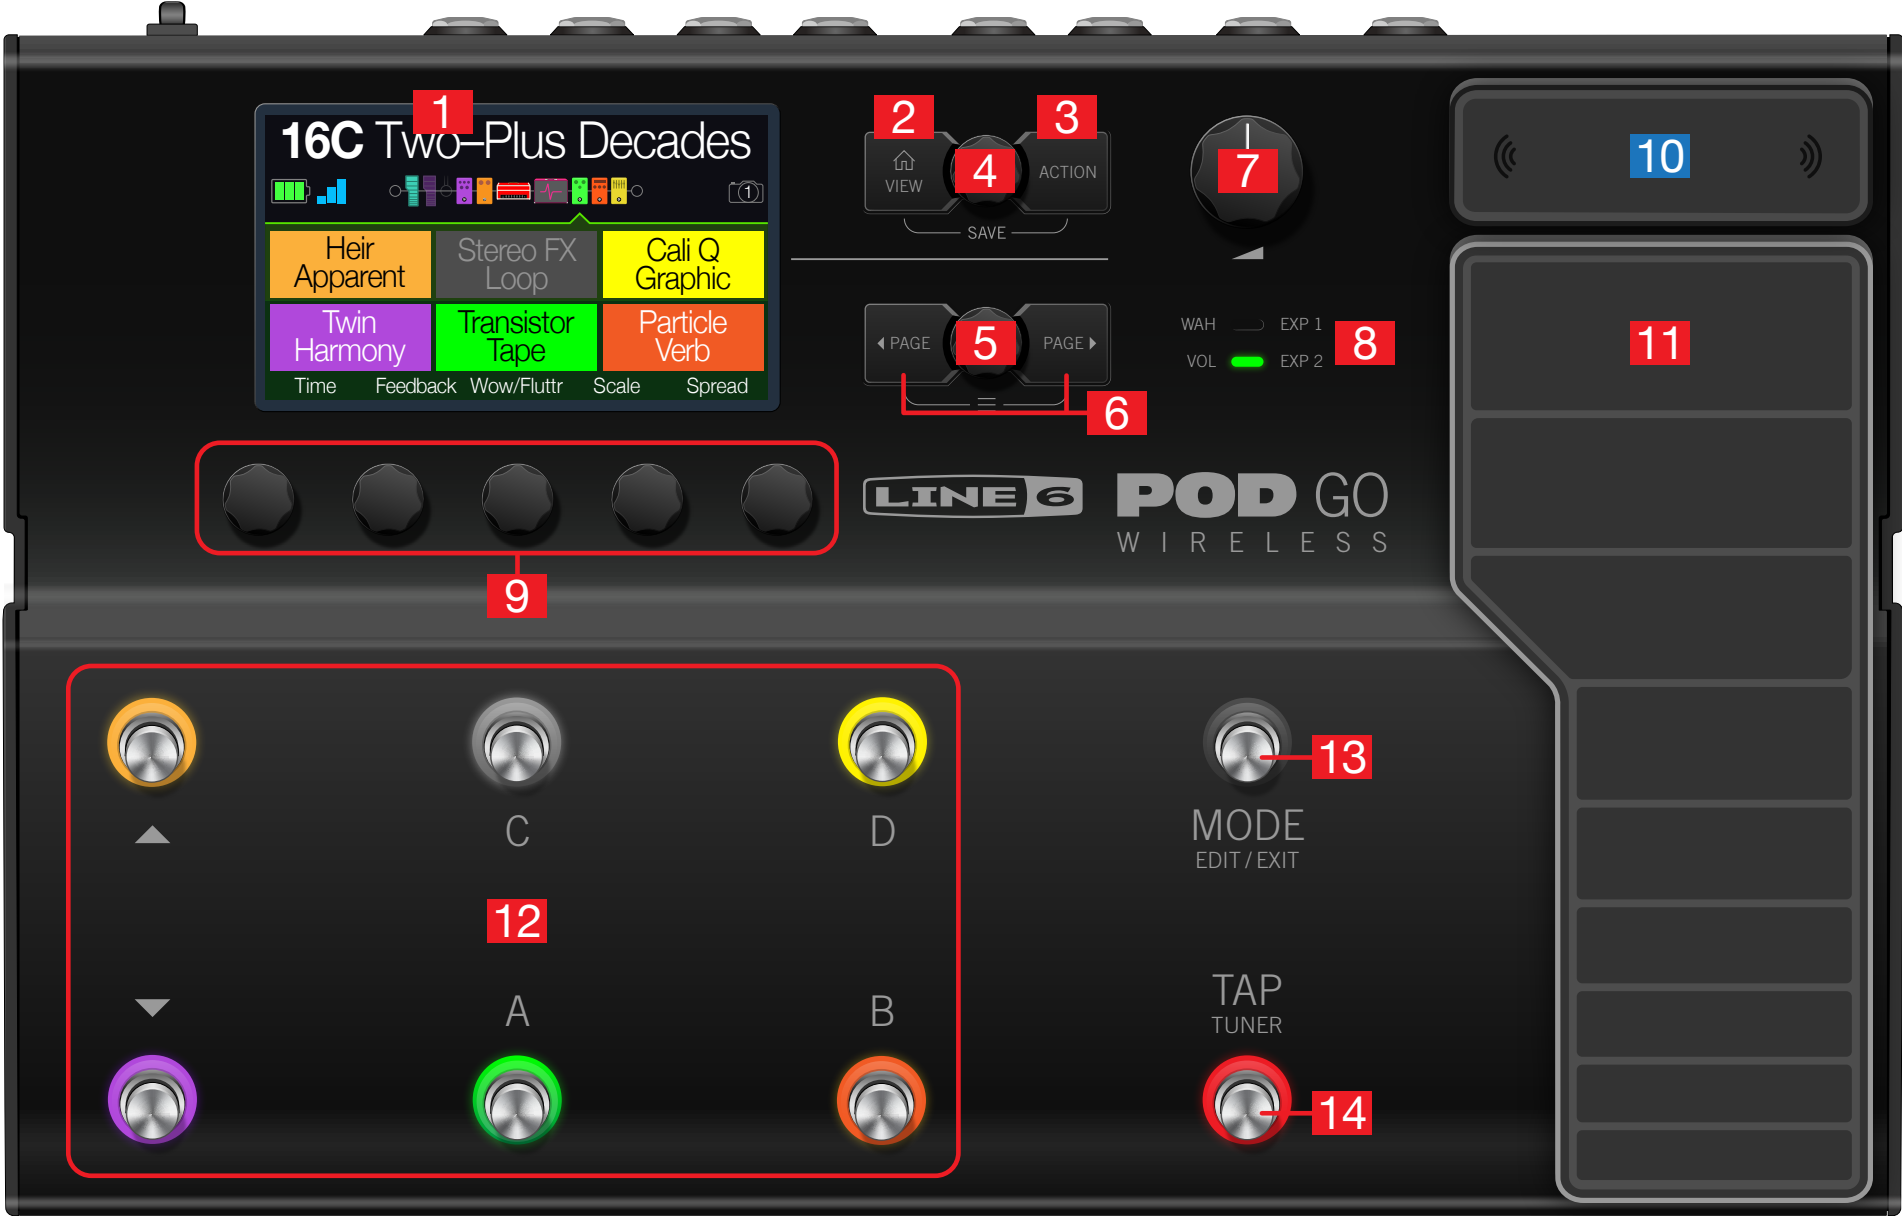 1
16C Two–Plus Decades
1
Heir Apparent
Stereo FX Loop
Cali Q Graphic
Twin Harmony
Transistor Tape
Particle Verb
Time Feedback Wow/Fluttr Scale Spread
2
3
VIEW
4
ACTION
SAVE
7
10
PAGE
5
PAGE
6
WAH EXP 1
VOL EXP 2
8
11
9
LINE 6
POD GO
WIRELESS
C
D
12
A
B
13
MODE
EDIT / EXIT
TAP
TUNER
14